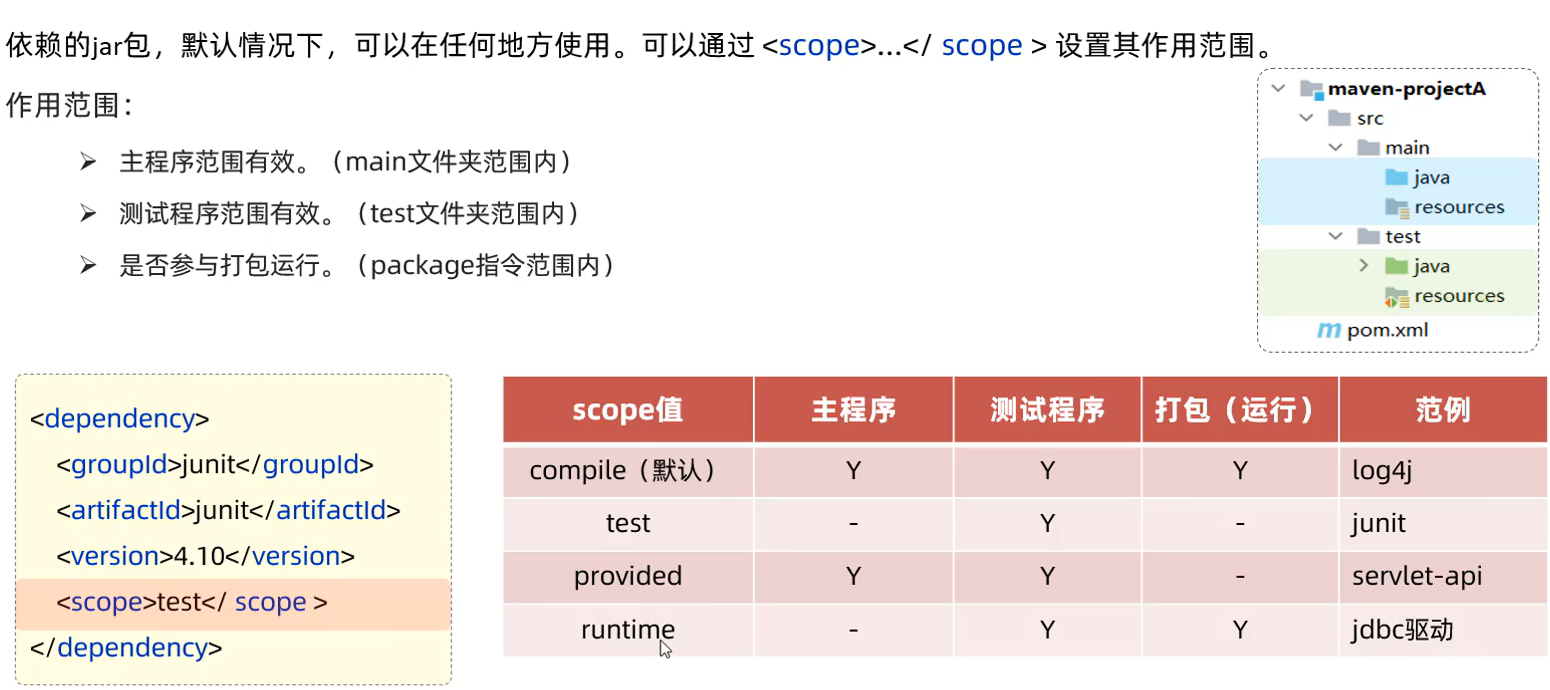 依赖的jar包，默认情况下，可以在任何地方使用。可以通过 <scope>...</ scope > 设置其作用范围。
作用范围：
➢ 主程序范围有效。（main文件夹范围内）
➢ 测试程序范围有效。（test文件夹范围内）
➢ 是否参与打包运行。（package指令范围内）
maven-projectA
src
main
java
resources
test
java
resources
pom.xml
<dependency>
<groupId>junit</groupId>
<artifactId>junit</artifactId>
<version>4.10</version>
<scope>test</ scope >
</dependency>
scope值 主程序 测试程序 打包（运行） 范例
compile（默认） Y Y Y log4j
test - Y - junit
provided Y Y - servlet-api
runtime - Y Y jdbc驱动